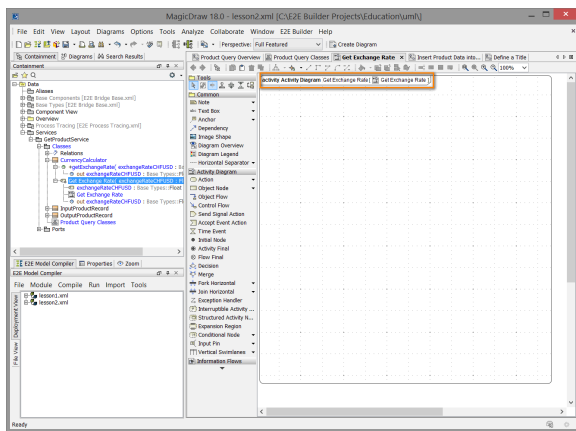 MagicDraw 18.0 - lesson2.xml [C:\E2E Builder Projects\Education\uml\]
File Edit View Layout Diagrams Options Tools Analyze Collaborate Window E2E Builder Help
Perspective: Full Featured Create Diagram
Containment Diagrams Search Results
Product Query Overview Product Query Classes Get Exchange Rate Insert Product Data into... Define a Title
Containment
100%
Data
Aliases
Base Components [E2E Bridge Base.xml]
Base Types [E2E Bridge Base.xml]
Component View
Overview
Process Tracing [E2E Process Tracing.xml]
Services
GetProductService
Classes
Relations
CurrencyCalculator
+getExchangeRate( exchangeRateCHFUSD : Ba
out exchangeRateCHFUSD : Base Types::Fl
Get Exchange Rate( exchangeRateCHFUSD : Fl
exchangeRateCHFUSD : Base Types::Float
Get Exchange Rate
out exchangeRateCHFUSD : Base Types::Fl
InputProductRecord
OutputProductRecord
Product Query Classes
Ports
E2E Model Compiler Properties Zoom
E2E Model Compiler
File Module Compile Run Import Tools
Deployment View
File View
lesson1.xml
lesson2.xml
Tools
Common
Note
Text Box
Anchor
Dependency
Image Shape
Diagram Overview
Diagram Legend
Horizontal Separator
Activity Diagram
Action
Object Node
Object Flow
Control Flow
Send Signal Action
Accept Event Action
Time Event
Initial Node
Activity Final
Flow Final
Decision
Merge
Fork Horizontal
Join Horizontal
Exception Handler
Interruptible Activity ...
Structured Activity N...
Expansion Region
Conditional Node
Input Pin
Vertical Swimlanes
Information Flows
activity Activity Diagram Get Exchange Rate[ Get Exchange Rate ]
Ready